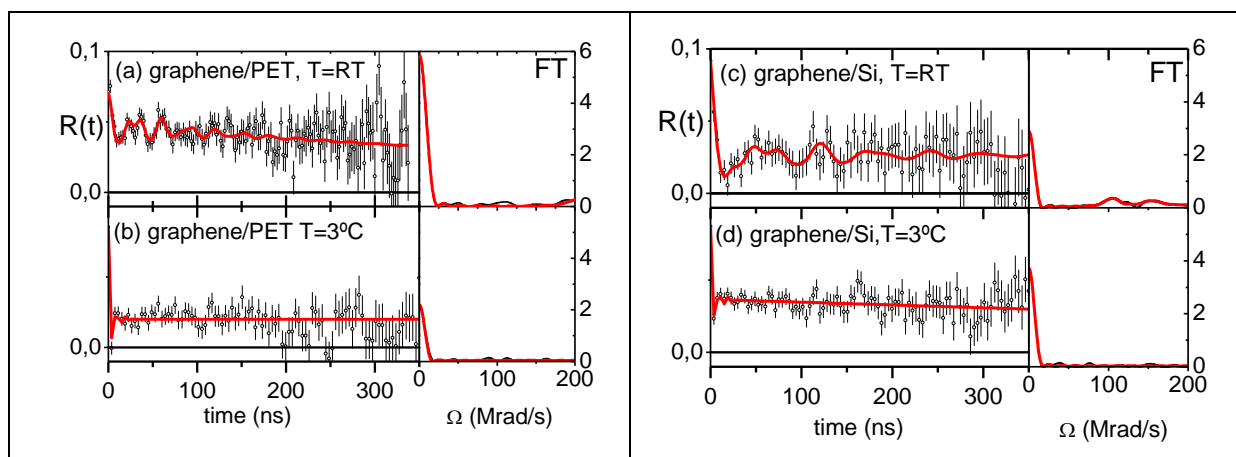 0,1
(a) graphene/PET, T=RT
FT
6
R(t)
4
2
0,0
0
(b) graphene/PET T=3ºC
4
2
0,0
0
0 100 200 300 0 100 200
time (ns)
Ω (Mrad/s)
0,1
(c) graphene/Si, T=RT
FT
6
R(t)
4
2
0,0
0
(d) graphene/Si,T=3ºC
4
2
0,0
0
0 100 200 300 0 100 200
time (ns)
Ω (Mrad/s)